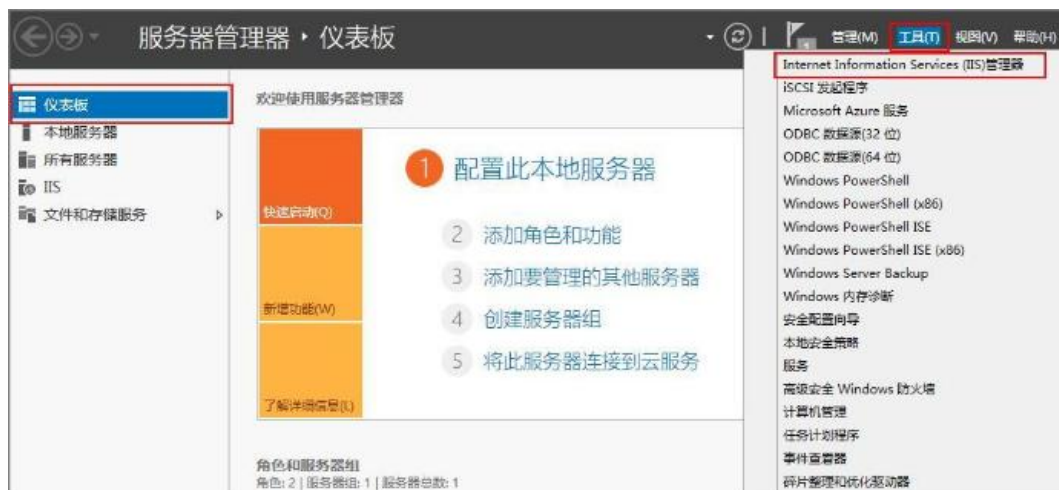 服务器管理器 · 仪表板
管理(M) 工具(T) 视图(V) 帮助(H)
仪表板
本地服务器
所有服务器
IIS
文件和存储服务
欢迎使用服务器管理器
快速启动(Q)
1 配置此本地服务器
2 添加角色和功能
3 添加要管理的其他服务器
新增功能(W)
4 创建服务器组
5 将此服务器连接到云服务
了解详细信息(L)
角色和服务器组
角色: 2 | 服务器组: 1 | 服务器总数: 1
Internet Information Services (IIS)管理器
iSCSI 发起程序
Microsoft Azure 服务
ODBC 数据源(32 位)
ODBC 数据源(64 位)
Windows PowerShell
Windows PowerShell (x86)
Windows PowerShell ISE
Windows PowerShell ISE (x86)
Windows Server Backup
Windows 内存诊断
安全配置向导
本地安全策略
服务
高级安全 Windows 防火墙
计算机管理
任务计划程序
事件查看器
碎片整理和优化驱动器